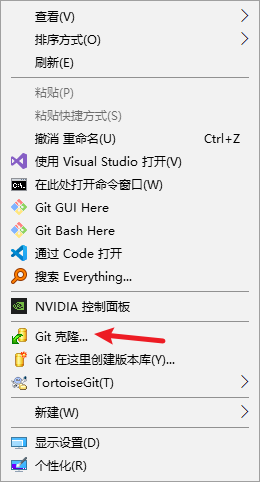 查看(V)
排序方式(O)
刷新(E)
粘贴(P)
粘贴快捷方式(S)
撤消 重命名(U) Ctrl+Z
使用 Visual Studio 打开(V)
在此处打开命令窗口(W)
Git GUI Here
Git Bash Here
通过 Code 打开
搜索 Everything...
NVIDIA 控制面板
Git 克隆...
Git 在这里创建版本库(Y)...
TortoiseGit(T)
新建(W)
显示设置(D)
个性化(R)